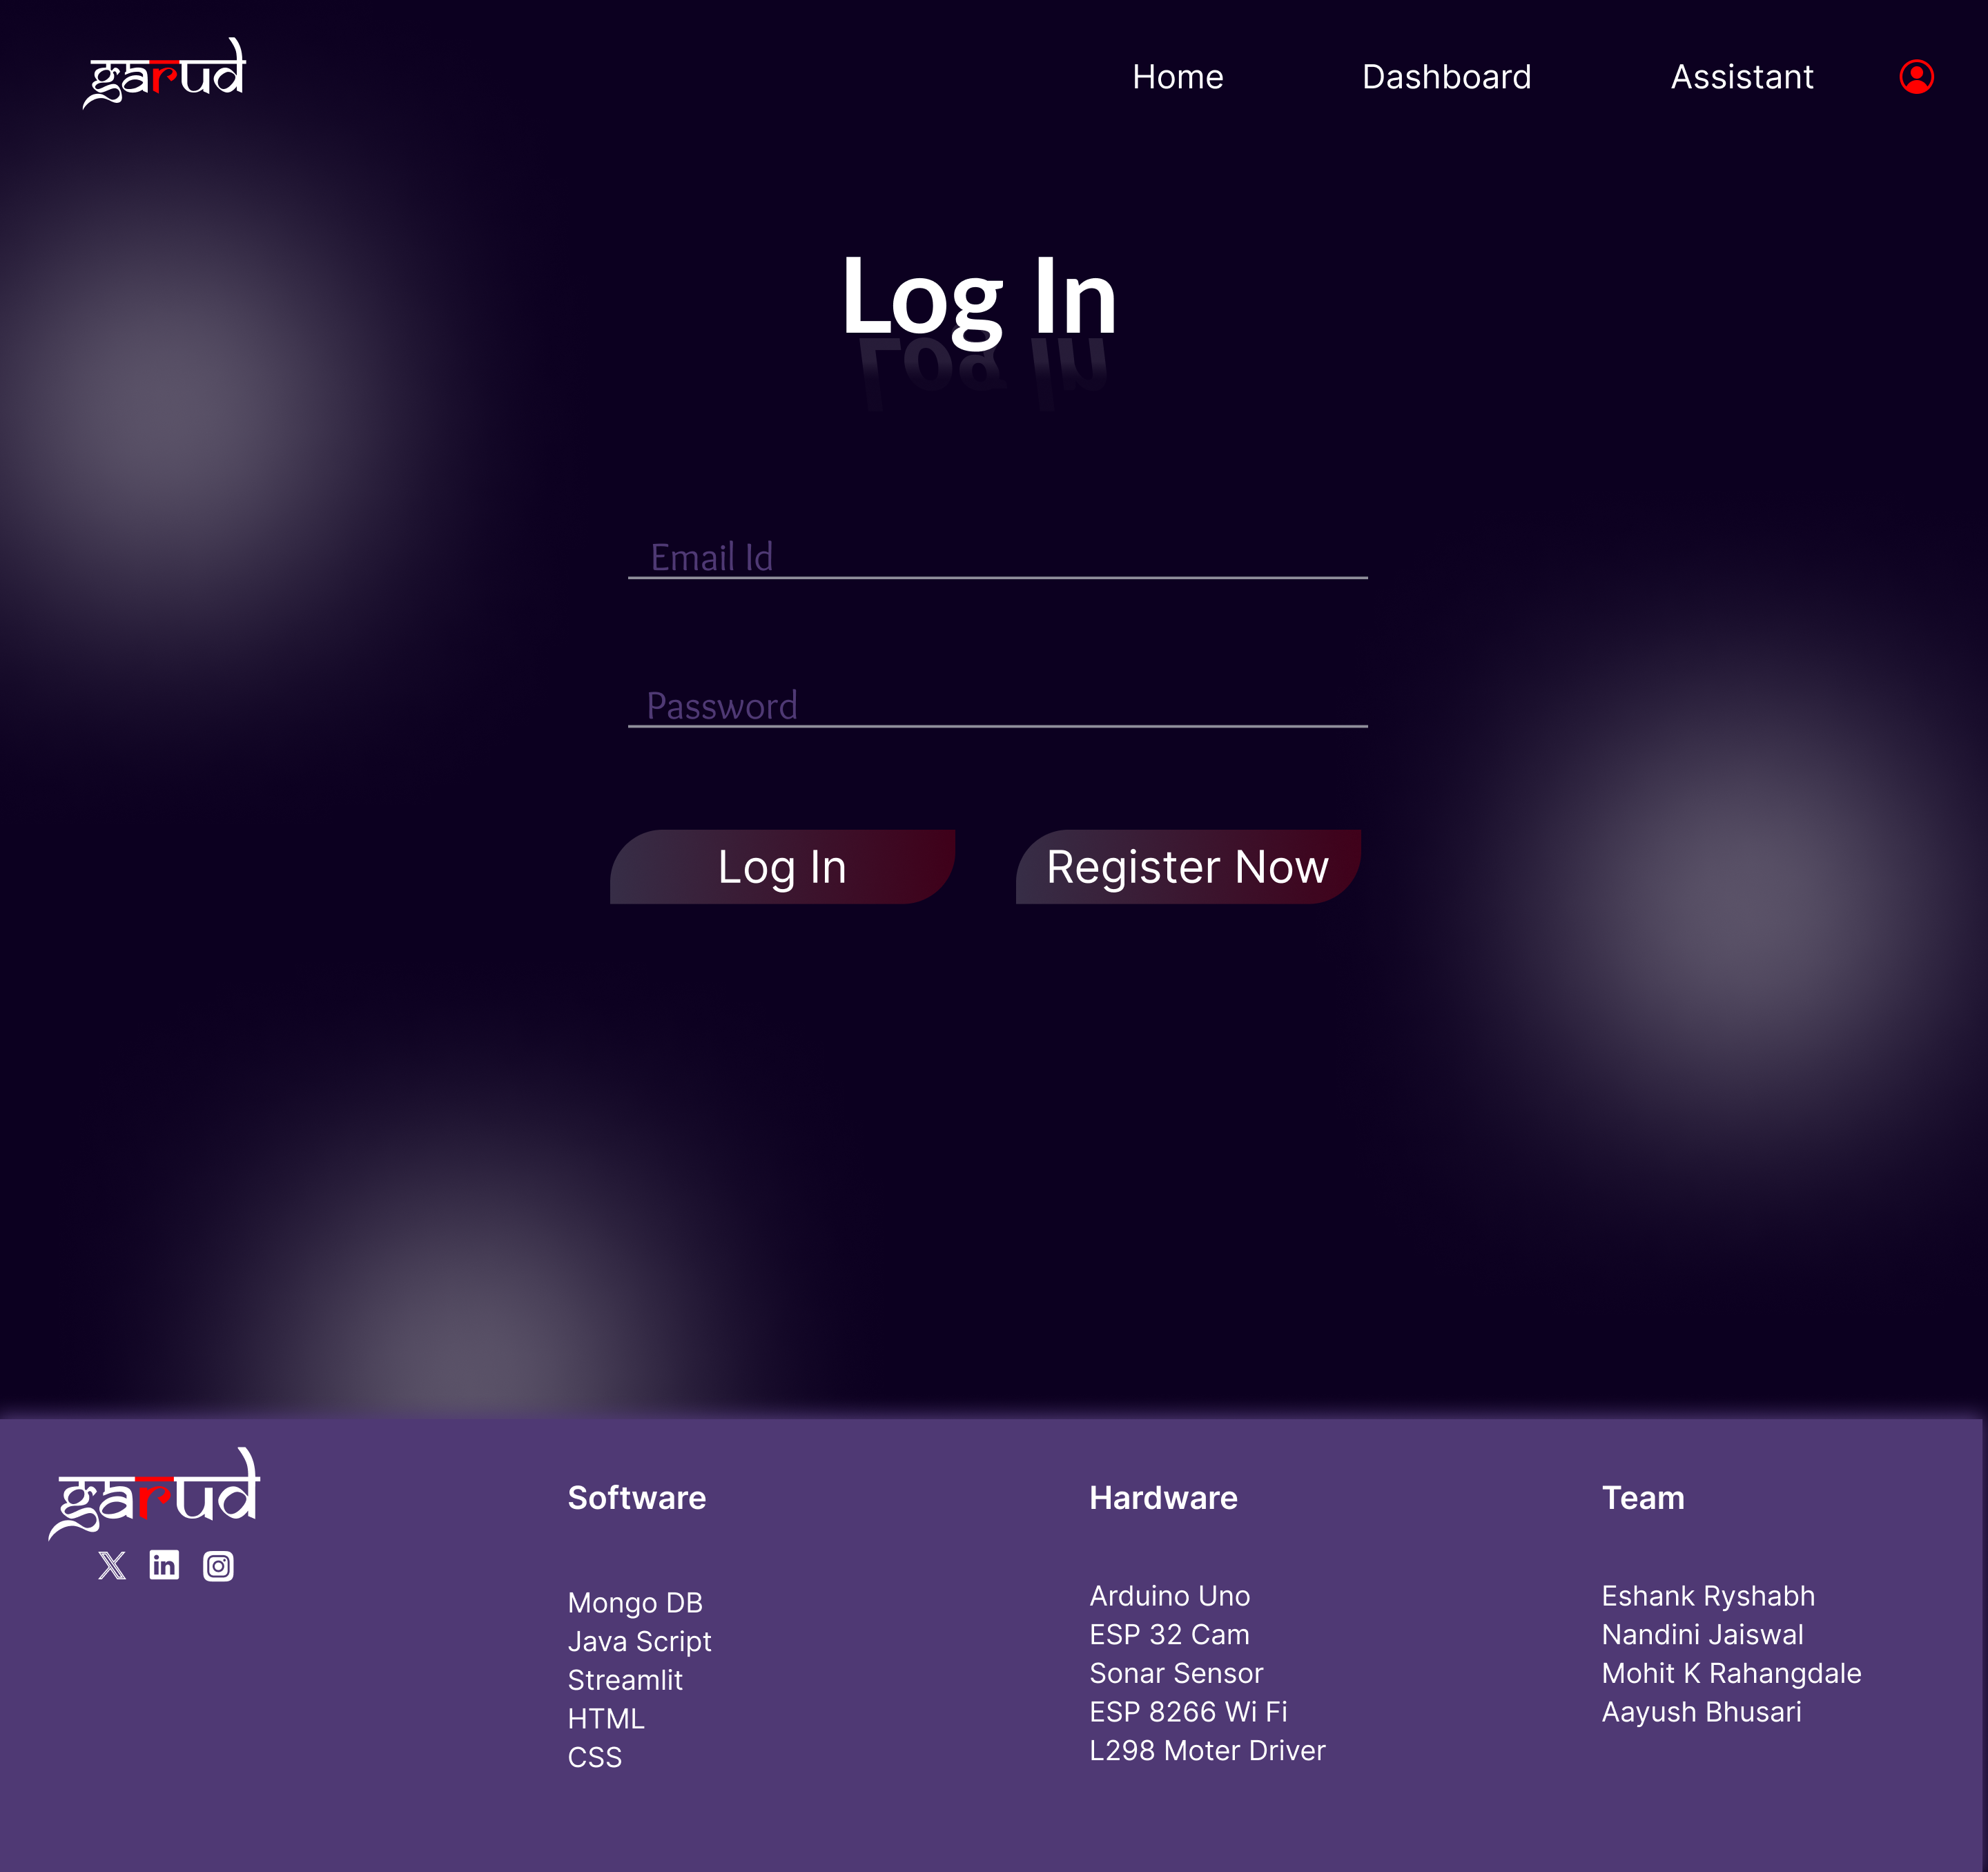 garud
Home Dashboard Assistant
Log In
Log In
Email Id
Password
Log In Register Now
garud
Software
Mongo DB
Java Script
Streamlit
HTML
CSS
Hardware
Arduino Uno
ESP 32 Cam
Sonar Sensor
ESP 8266 Wi Fi
L298 Moter Driver
Team
Eshank Ryshabh
Nandini Jaiswal
Mohit K Rahangdale
Aayush Bhusari